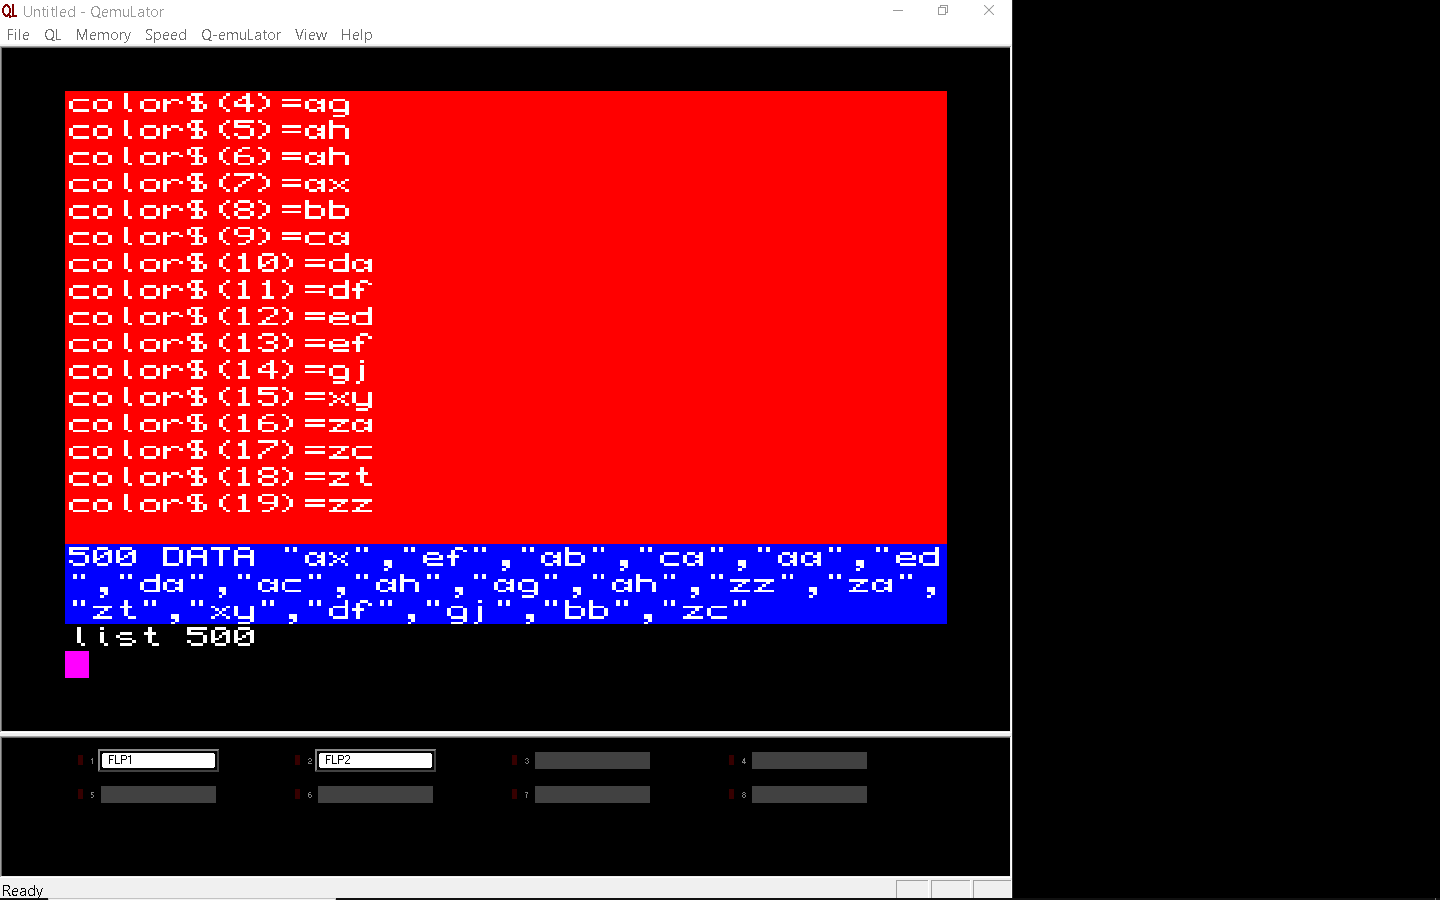 QL Untitled - QemuLator
File QL Memory Speed Q-emuLator View Help
color$(4)=ag
color$(5)=ah
color$(6)=ah
color$(7)=ax
color$(8)=bb
color$(9)=ca
color$(10)=da
color$(11)=df
color$(12)=ed
color$(13)=ef
color$(14)=gj
color$(15)=xy
color$(16)=za
color$(17)=zc
color$(18)=zt
color$(19)=zz
500 DATA "ax","ef","ab","ca","aa","ed
","da","ac","ah","ag","ah","zz","za",
"zt","xy","df","gj","bb","zc"
list 500
1 FLP1 2 FLP2 3 4
5 6 7 8
Ready